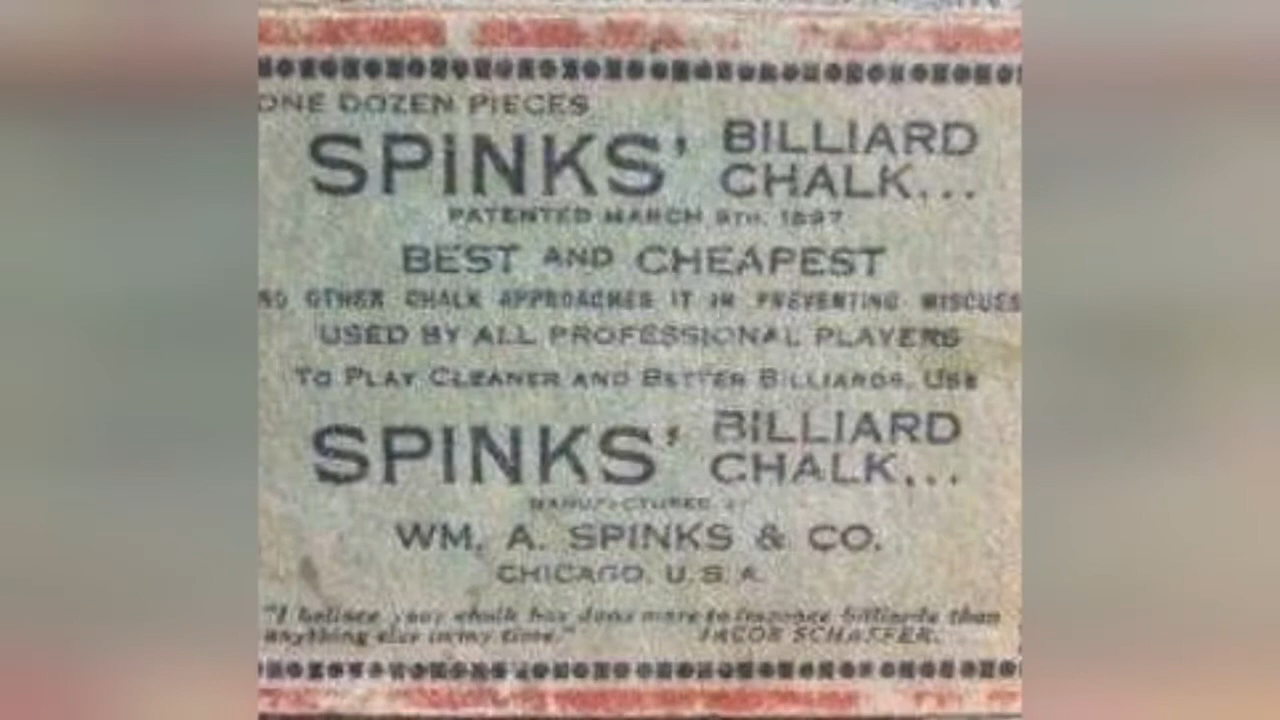 ONE DOZEN PIECES
SPINKS' BILLIARD CHALK...
PATENTED MARCH 9TH, 1897
BEST AND CHEAPEST
NO OTHER CHALK APPROACHES IT IN PREVENTING MISCUES
USED BY ALL PROFESSIONAL PLAYERS
TO PLAY CLEANER AND BETTER BILLIARDS, USE
SPINKS' BILLIARD CHALK...
MANUFACTURED BY
WM. A. SPINKS & CO.
CHICAGO, U. S. A.
"I believe your chalk has done more to improve billiards than
anything else in my time." JACOB SCHAEFER.